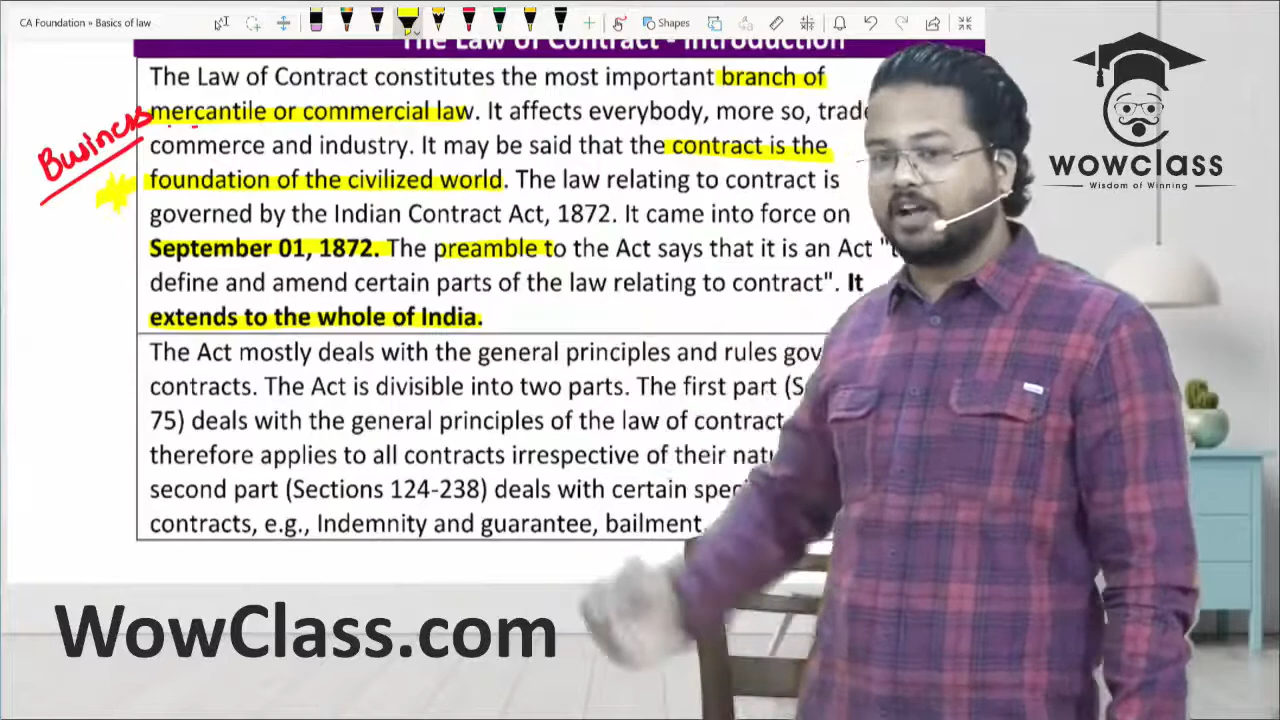 CA Foundation » Basics of law
Shapes
The Law of Contract - Introduction
The Law of Contract constitutes the most important branch of
mercantile or commercial law. It affects everybody, more so, trade
commerce and industry. It may be said that the contract is the
foundation of the civilized world. The law relating to contract is
governed by the Indian Contract Act, 1872. It came into force on
September 01, 1872. The preamble to the Act says that it is an Act
define and amend certain parts of the law relating to contract". It
extends to the whole of India.
The Act mostly deals with the general principles and rules gov
contracts. The Act is divisible into two parts. The first part (S
75) deals with the general principles of the law of contract
therefore applies to all contracts irrespective of their natu
second part (Sections 124-238) deals with certain spec
contracts, e.g., Indemnity and guarantee, bailment,
Business
wowclass
Wisdom of Winning
WowClass.com